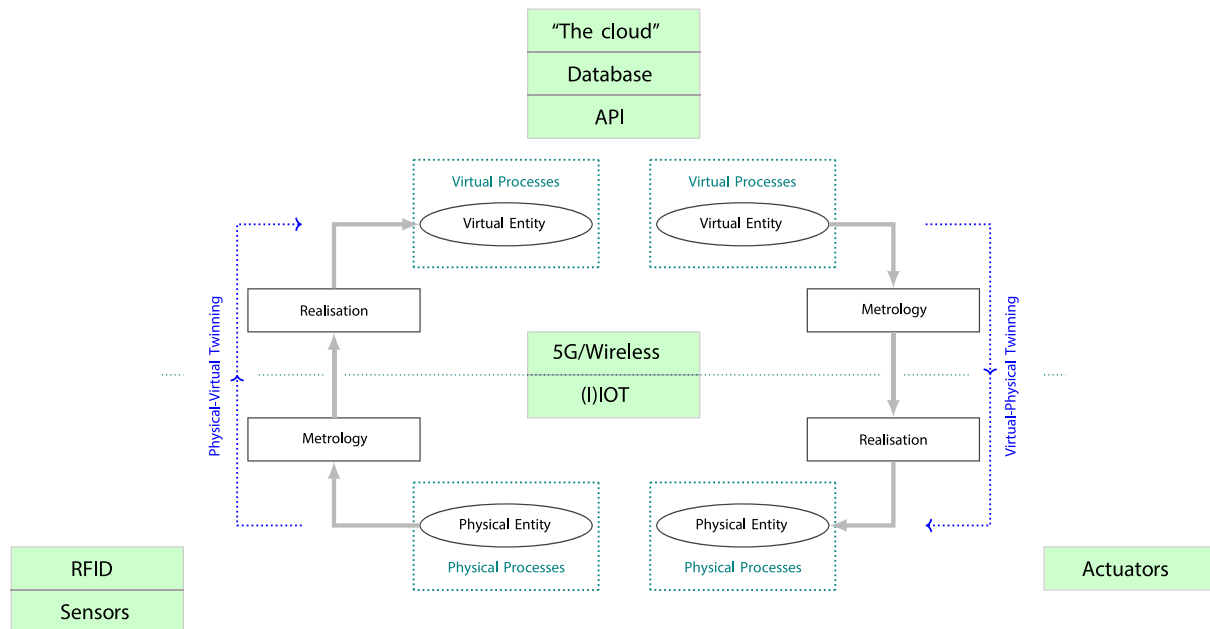 “The cloud”
Database
API
Virtual Processes
Virtual Entity
Virtual Processes
Virtual Entity
Realisation
Metrology
Physical-Virtual Twinning
5G/Wireless
(I)IOT
Virtual-Physical Twinning
Metrology
Realisation
Physical Entity
Physical Processes
Physical Entity
Physical Processes
RFID
Sensors
Actuators